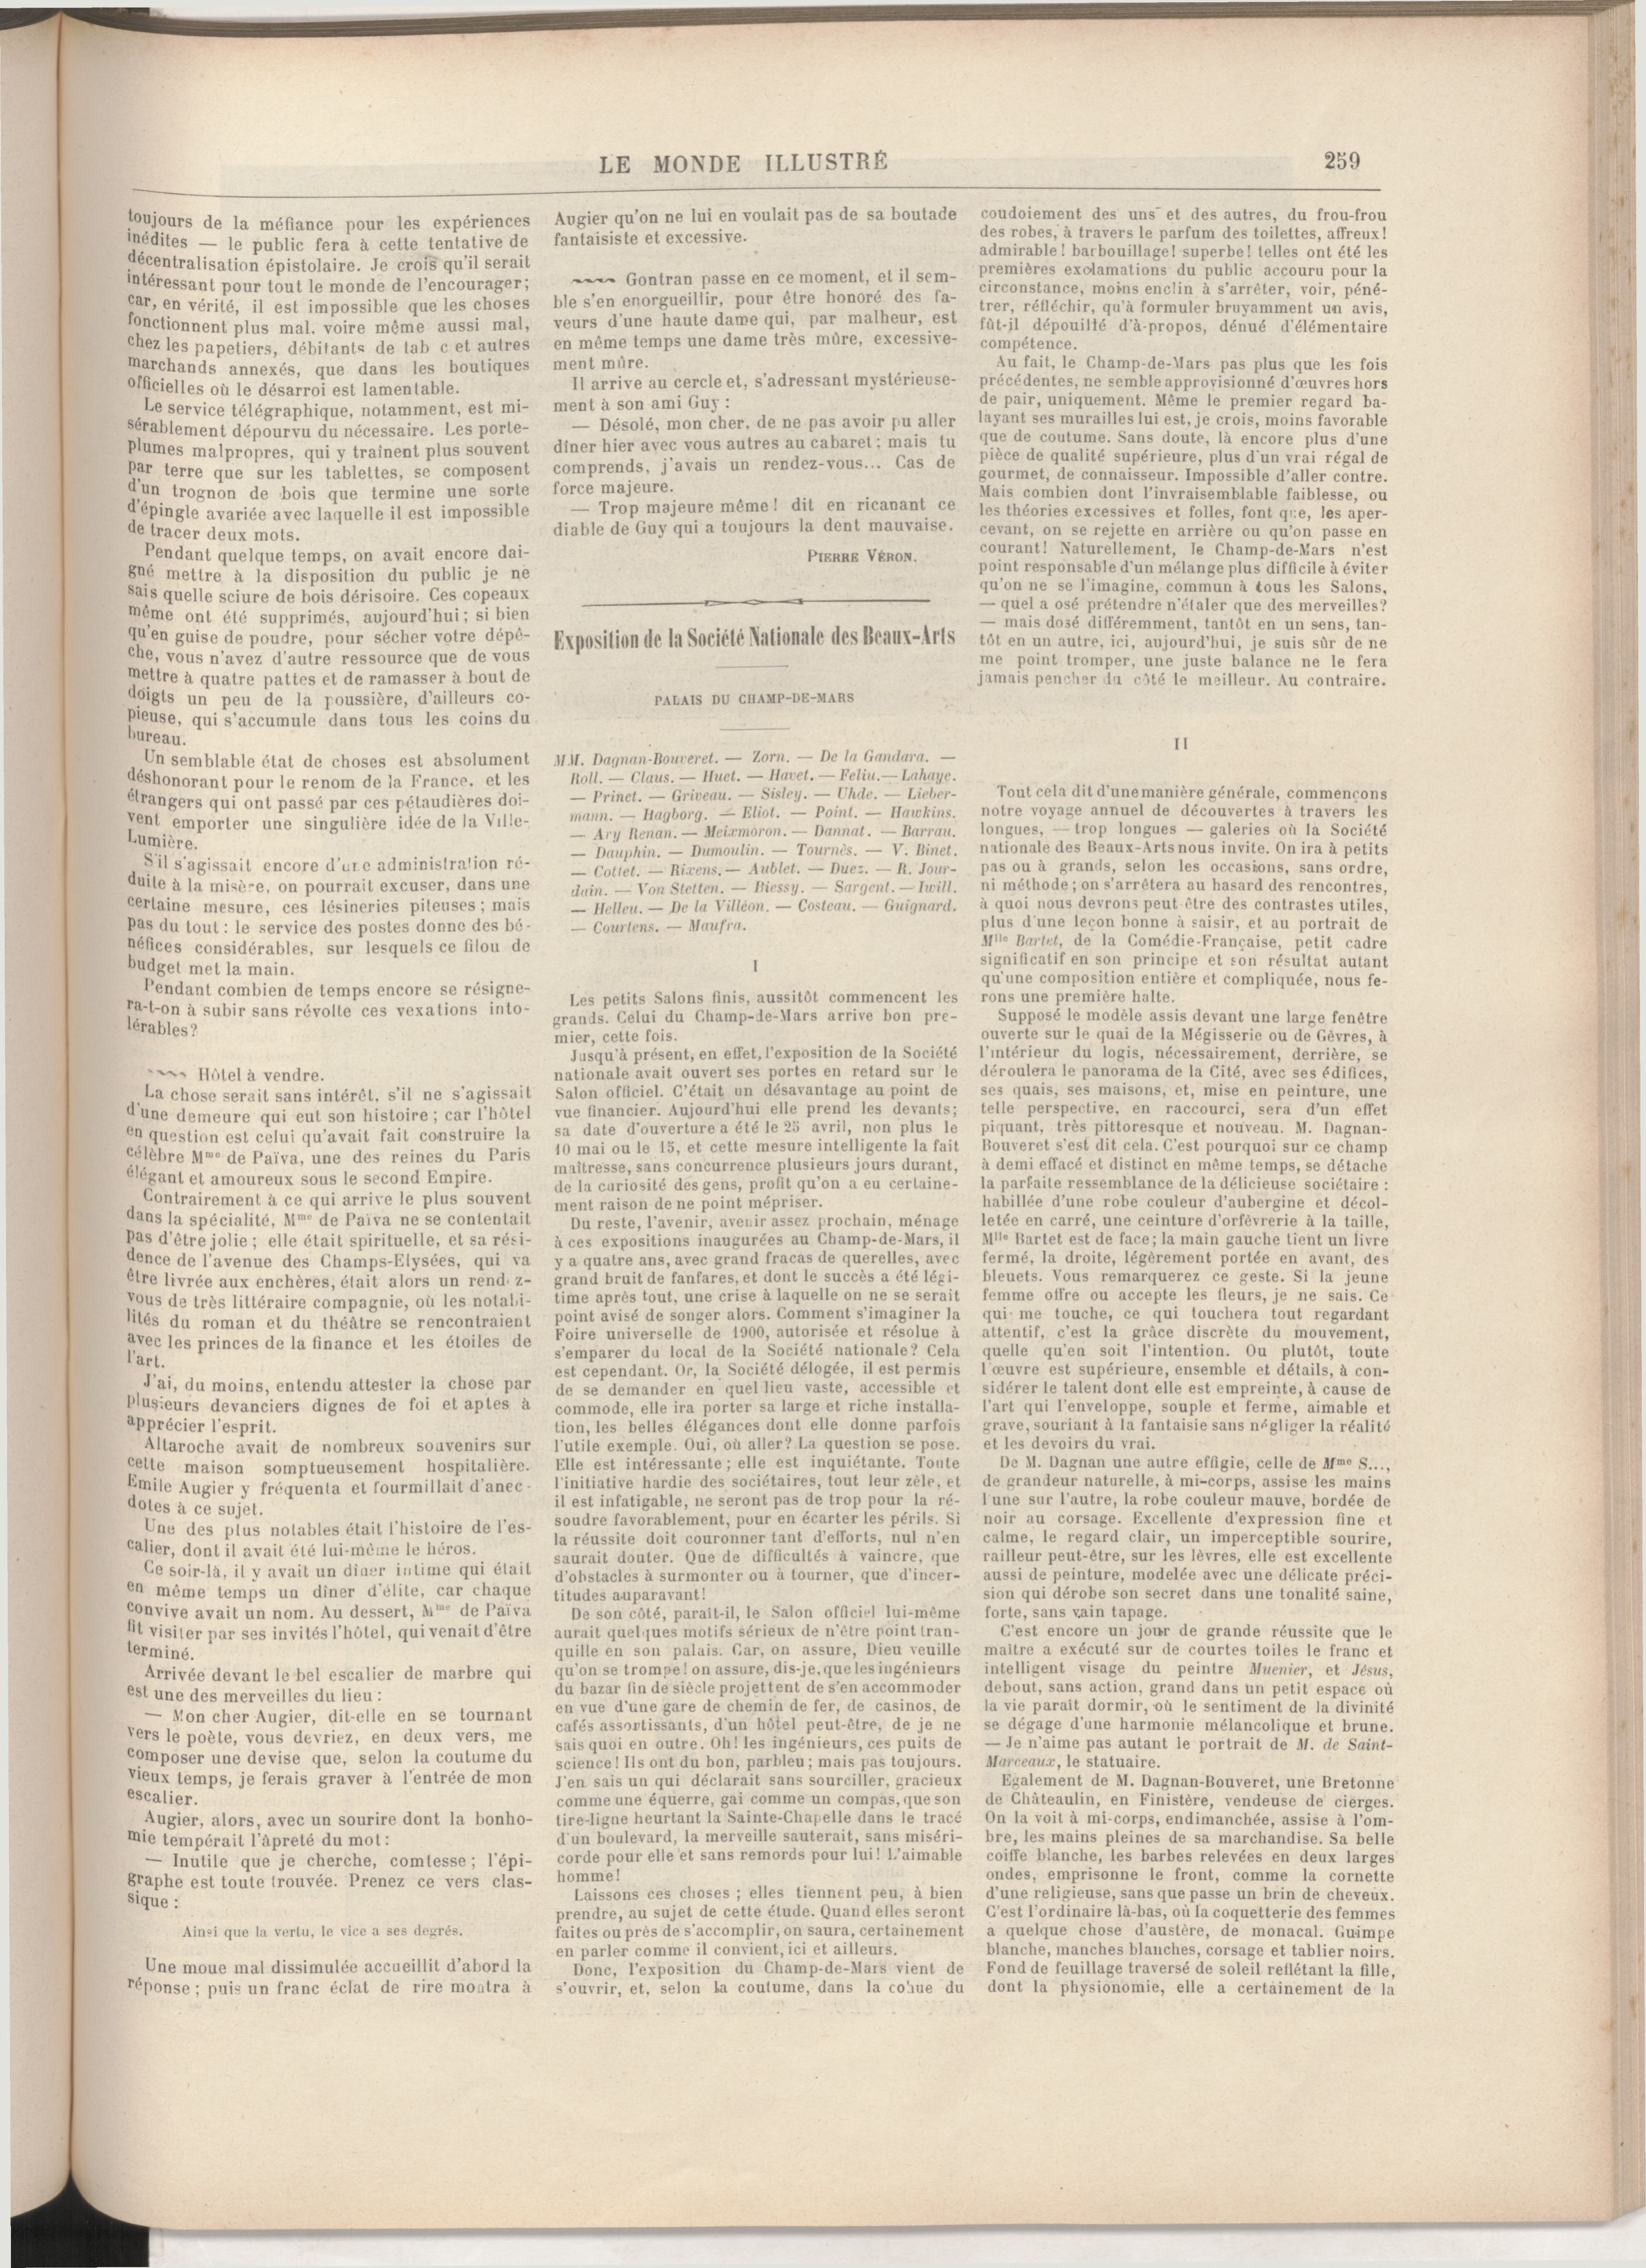 LE MONDE ILLUSTRÉ
259
toujours de la méfiance pour les expériences
inédites — le public fera à cette tentative de
décentralisation épistolaire. Je crois qu'il serait
intéressant pour tout le monde de l'encourager;
car, en vérité, il est impossible que les choses
fonctionnent plus mal. voire même aussi mal,
chez les papetiers, débitants de tab c et autres
marchands annexés, que dans les boutiques
officielles où le désarroi est lamentable.
Le service télégraphique, notamment, est mi-
sérablement dépourvu du nécessaire. Les porte-
plumes malpropres, qui y traînent plus souvent
par terre que sur les tablettes, se composent
d'un trognon de bois que termine une sorte
d'épingle avariée avec laquelle il est impossible
de tracer deux mots.
Pendant quelque temps, on avait encore dai-
gné mettre à la disposition du public je ne
sais quelle sciure de bois dérisoire. Ces copeaux
même ont été supprimés, aujourd'hui; si bien
qu'en guise de poudre, pour sécher votre dépê-
che, vous n'avez d'autre ressource que de vous
mettre à quatre pattes et de ramasser à bout de
doigts un peu de la poussière, d'ailleurs co-
pieuse, qui s'accumule dans tous les coins du
bureau.
Un semblable état de choses est absolument
déshonorant pour le renom de la France, et les
étrangers qui ont passé par ces pétaudières doi-
vent emporter une singulière idée de la Ville-
Lumière.
S'il s'agissait encore d'une administration ré-
duite à la misère, on pourrait excuser, dans une
certaine mesure, ces lésineries piteuses; mais
pas du tout : le service des postes donne des bé-
néfices considérables, sur lesquels ce filou de
budget met la main.
Pendant combien de temps encore se résigne-
ra-t-on à subir sans révolte ces vexations into-
lérables?
Hôtel à vendre.
La chose serait sans intérêt, s'il ne s'agissait
d'une demeure qui eut son histoire; car l'hôtel
en question est celui qu'avait fait construire la
célèbre Mme de Païva, une des reines du Paris
élégant et amoureux sous le second Empire.
Contrairement à ce qui arrive le plus souvent
dans la spécialité, Mme de Païva ne se contentait
pas d'être jolie; elle était spirituelle, et sa rési-
dence de l'avenue des Champs-Elysées, qui va
être livrée aux enchères, était alors un rend z-
vous de très littéraire compagnie, où les notabi-
lités du roman et du théâtre se rencontraient
avec les princes de la finance et les étoiles de
l'art.
J'ai, du moins, entendu attester la chose par
plusieurs devanciers dignes de foi et aptes à
apprécier l'esprit.
Altaroche avait de nombreux souvenirs sur
cette maison somptueusement hospitalière.
Emile Augier y fréquenta et fourmillait d'anec-
dotes à ce sujet.
Une des plus notables était l'histoire de l'es-
calier, dont il avait été lui-même le héros.
Ce soir-là, il y avait un dîner intime qui était
en même temps un dîner d'élite, car chaque
convive avait un nom. Au dessert, Mme de Païva
fit visiter par ses invités l'hôtel, qui venait d'être
terminé.
Arrivée devant le bel escalier de marbre qui
est une des merveilles du lieu :
— Mon cher Augier, dit-elle en se tournant
vers le poète, vous devriez, en deux vers, me
composer une devise que, selon la coutume du
vieux temps, je ferais graver à l'entrée de mon
escalier.
Augier, alors, avec un sourire dont la bonho-
mie tempérait l'âpreté du mot :
— Inutile que je cherche, comtesse; l'épi-
graphe est toute trouvée. Prenez ce vers clas-
sique :
Ainsi que la vertu, le vice a ses degrés.
Une moue mal dissimulée accueillit d'abord la
réponse; puis un franc éclat de rire montra à
Augier qu'on ne lui en voulait pas de sa boutade
fantaisiste et excessive.
Gontran passe en ce moment, et il sem-
ble s'en enorgueillir, pour être honoré des fa-
veurs d'une haute dame qui, par malheur, est
en même temps une dame très mûre, excessive-
ment mûre.
Il arrive au cercle et, s'adressant mystérieuse-
ment à son ami Guy :
— Désolé, mon cher, de ne pas avoir pu aller
dîner hier avec vous autres au cabaret; mais tu
comprends, j'avais un rendez-vous... Cas de
force majeure.
— Trop majeure même! dit en ricanant ce
diable de Guy qui a toujours la dent mauvaise.
PIERRE VÉRON.
Exposition de la Société Nationale des Beaux-Arts
PALAIS DU CHAMP-DE-MARS
MM. Dagnan-Bouveret. — Zorn. — De la Gandara. —
Roll. — Claus. — Huet. — Havet. — Feliu. — Lahaye.
— Prinet. — Griveau. — Sisley. — Uhde. — Lieber-
mann. — Hagborg. — Eliot. — Point. — Hawkins.
— Ary Renan. — Meixmoron. — Dannat. — Barrau.
— Dauphin. — Dumoulin. — Tournès. — V. Binet.
— Cottet. — Rixens. — Aublet. — Duez. — R. Jour-
dain. — Von Stetten. — Biessy. — Sargent. — Iwill.
— Helleu. — De la Villéon. — Costeau. — Guignard.
— Courtens. — Maufra.
I
Les petits Salons finis, aussitôt commencent les
grands. Celui du Champ-de-Mars arrive bon pre-
mier, cette fois.
Jusqu'à présent, en effet, l'exposition de la Société
nationale avait ouvert ses portes en retard sur le
Salon officiel. C'était un désavantage au point de
vue financier. Aujourd'hui elle prend les devants;
sa date d'ouverture a été le 25 avril, non plus le
10 mai ou le 15, et cette mesure intelligente la fait
maîtresse, sans concurrence plusieurs jours durant,
de la curiosité des gens, profit qu'on a eu certaine-
ment raison de ne point mépriser.
Du reste, l'avenir, avenir assez prochain, ménage
à ces expositions inaugurées au Champ-de-Mars, il
y a quatre ans, avec grand fracas de querelles, avec
grand bruit de fanfares, et dont le succès a été légi-
time après tout, une crise à laquelle on ne se serait
point avisé de songer alors. Comment s'imaginer la
Foire universelle de 1900, autorisée et résolue à
s'emparer du local de la Société nationale? Cela
est cependant. Or, la Société délogée, il est permis
de se demander en quel lieu vaste, accessible et
commode, elle ira porter sa large et riche installa-
tion, les belles élégances dont elle donne parfois
l'utile exemple. Oui, où aller? La question se pose.
Elle est intéressante; elle est inquiétante. Toute
l'initiative hardie des sociétaires, tout leur zèle, et
il est infatigable, ne seront pas de trop pour la ré-
soudre favorablement, pour en écarter les périls. Si
la réussite doit couronner tant d'efforts, nul n'en
saurait douter. Que de difficultés à vaincre, que
d'obstacles à surmonter ou à tourner, que d'incer-
titudes auparavant!
De son côté, paraît-il, le Salon officiel lui-même
aurait quelques motifs sérieux de n'être point tran-
quille en son palais. Car, on assure, Dieu veuille
qu'on se trompe! on assure, dis-je, que les ingénieurs
du bazar fin de siècle projettent de s'en accommoder
en vue d'une gare de chemin de fer, de casinos, de
cafés assortissants, d'un hôtel peut-être, de je ne
sais quoi en outre. Oh! les ingénieurs, ces puits de
science! Ils ont du bon, parbleu; mais pas toujours.
J'en sais un qui déclarait sans sourciller, gracieux
comme une équerre, gai comme un compas, que son
tire-ligne heurtant la Sainte-Chapelle dans le tracé
d'un boulevard, la merveille sauterait, sans miséri-
corde pour elle et sans remords pour lui! L'aimable
homme!
Laissons ces choses; elles tiennent peu, à bien
prendre, au sujet de cette étude. Quand elles seront
faites ou près de s'accomplir, on saura, certainement
en parler comme il convient, ici et ailleurs.
Donc, l'exposition du Champ-de-Mars vient de
s'ouvrir, et, selon la coutume, dans la cohue du
coudoiement des uns et des autres, du frou-frou
des robes, à travers le parfum des toilettes, affreux!
admirable! barbouillage! superbe! telles ont été les
premières exclamations du public accouru pour la
circonstance, moins enclin à s'arrêter, voir, péné-
trer, réfléchir, qu'à formuler bruyamment un avis,
fût-il dépouillé d'à-propos, dénué d'élémentaire
compétence.
Au fait, le Champ-de-Mars pas plus que les fois
précédentes, ne semble approvisionné d'œuvres hors
de pair, uniquement. Même le premier regard ba-
layant ses murailles lui est, je crois, moins favorable
que de coutume. Sans doute, là encore plus d'une
pièce de qualité supérieure, plus d'un vrai régal de
gourmet, de connaisseur. Impossible d'aller contre.
Mais combien dont l'invraisemblable faiblesse, ou
les théories excessives et folles, font que, les aper-
cevant, on se rejette en arrière ou qu'on passe en
courant! Naturellement, le Champ-de-Mars n'est
point responsable d'un mélange plus difficile à éviter
qu'on ne se l'imagine, commun à tous les Salons,
— quel a osé prétendre n'étaler que des merveilles?
— mais dosé différemment, tantôt en un sens, tan-
tôt en un autre, ici, aujourd'hui, je suis sûr de ne
me point tromper, une juste balance ne le fera
jamais pencher du côté le meilleur. Au contraire.
II
Tout cela dit d'une manière générale, commençons
notre voyage annuel de découvertes à travers les
longues, — trop longues — galeries où la Société
nationale des Beaux-Arts nous invite. On ira à petits
pas ou à grands, selon les occasions, sans ordre,
ni méthode; on s'arrêtera au hasard des rencontres,
à quoi nous devrons peut être des contrastes utiles,
plus d'une leçon bonne à saisir, et au portrait de
Mlle Bartet, de la Comédie-Française, petit cadre
significatif en son principe et son résultat autant
qu'une composition entière et compliquée, nous fe-
rons une première halte.
Supposé le modèle assis devant une large fenêtre
ouverte sur le quai de la Mégisserie ou de Gèvres, à
l'intérieur du logis, nécessairement, derrière, se
déroulera le panorama de la Cité, avec ses édifices,
ses quais, ses maisons, et, mise en peinture, une
telle perspective, en raccourci, sera d'un effet
piquant, très pittoresque et nouveau. M. Dagnan-
Bouveret s'est dit cela. C'est pourquoi sur ce champ
à demi effacé et distinct en même temps, se détache
la parfaite ressemblance de la délicieuse sociétaire :
habillée d'une robe couleur d'aubergine et décol-
letée en carré, une ceinture d'orfèvrerie à la taille,
Mlle Bartet est de face; la main gauche tient un livre
fermé, la droite, légèrement portée en avant, des
bleuets. Vous remarquerez ce geste. Si la jeune
femme offre ou accepte les fleurs, je ne sais. Ce
qui me touche, ce qui touchera tout regardant
attentif, c'est la grâce discrète du mouvement,
quelle qu'en soit l'intention. Ou plutôt, toute
l'œuvre est supérieure, ensemble et détails, à con-
sidérer le talent dont elle est empreinte, à cause de
l'art qui l'enveloppe, souple et ferme, aimable et
grave, souriant à la fantaisie sans négliger la réalité
et les devoirs du vrai.
De M. Dagnan une autre effigie, celle de Mme S...,
de grandeur naturelle, à mi-corps, assise les mains
l'une sur l'autre, la robe couleur mauve, bordée de
noir au corsage. Excellente d'expression fine et
calme, le regard clair, un imperceptible sourire,
railleur peut-être, sur les lèvres, elle est excellente
aussi de peinture, modelée avec une délicate préci-
sion qui dérobe son secret dans une tonalité saine,
forte, sans vain tapage.
C'est encore un jour de grande réussite que le
maître a exécuté sur de courtes toiles le franc et
intelligent visage du peintre Muenier, et Jésus,
debout, sans action, grand dans un petit espace où
la vie paraît dormir, où le sentiment de la divinité
se dégage d'une harmonie mélancolique et brune.
— Je n'aime pas autant le portrait de M. de Saint-
Marceaux, le statuaire.
Egalement de M. Dagnan-Bouveret, une Bretonne
de Châteaulin, en Finistère, vendeuse de cierges.
On la voit à mi-corps, endimanchée, assise à l'om-
bre, les mains pleines de sa marchandise. Sa belle
coiffe blanche, les barbes relevées en deux larges
ondes, emprisonne le front, comme la cornette
d'une religieuse, sans que passe un brin de cheveux.
C'est l'ordinaire là-bas, où la coquetterie des femmes
a quelque chose d'austère, de monacal. Guimpe
blanche, manches blanches, corsage et tablier noirs.
Fond de feuillage traversé de soleil reflétant la fille,
dont la physionomie, elle a certainement de la